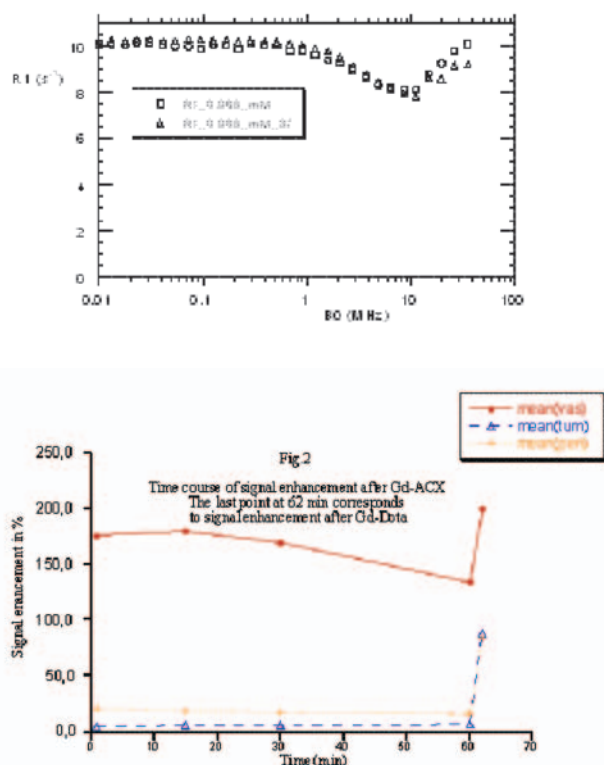 10
8
6
4
2
0
R1 (s⁻¹)
0.01 0.1 1 10 100
B0 (MHz)
mean(vas)
mean(tum)
Fig.2
Time course of signal enhancement after Gd-ACX
The last point at 62 min corresponds
to signal enhancement after Gd-Dota
250,0
200,0
150,0
100,0
50,0
0,0
Signal erancement in %
0 10 20 30 40 50 60 70
Time(min)